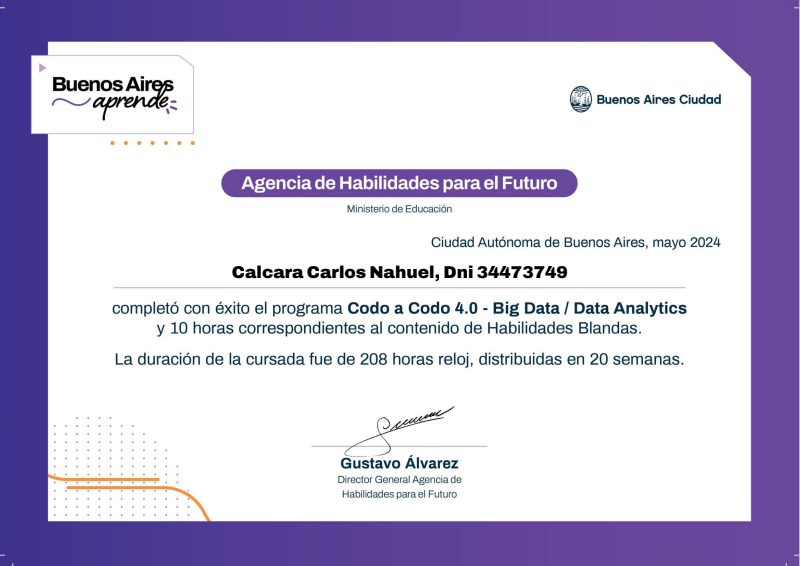 Buenos Aires
aprende
Buenos Aires Ciudad
Agencia de Habilidades para el Futuro
Ministerio de Educación
Ciudad Autónoma de Buenos Aires, mayo 2024
Calcara Carlos Nahuel, Dni 34473749
completó con éxito el programa Codo a Codo 4.0 - Big Data / Data Analytics
y 10 horas correspondientes al contenido de Habilidades Blandas.
La duración de la cursada fue de 208 horas reloj, distribuidas en 20 semanas.
Gustavo Álvarez
Director General Agencia de
Habilidades para el Futuro